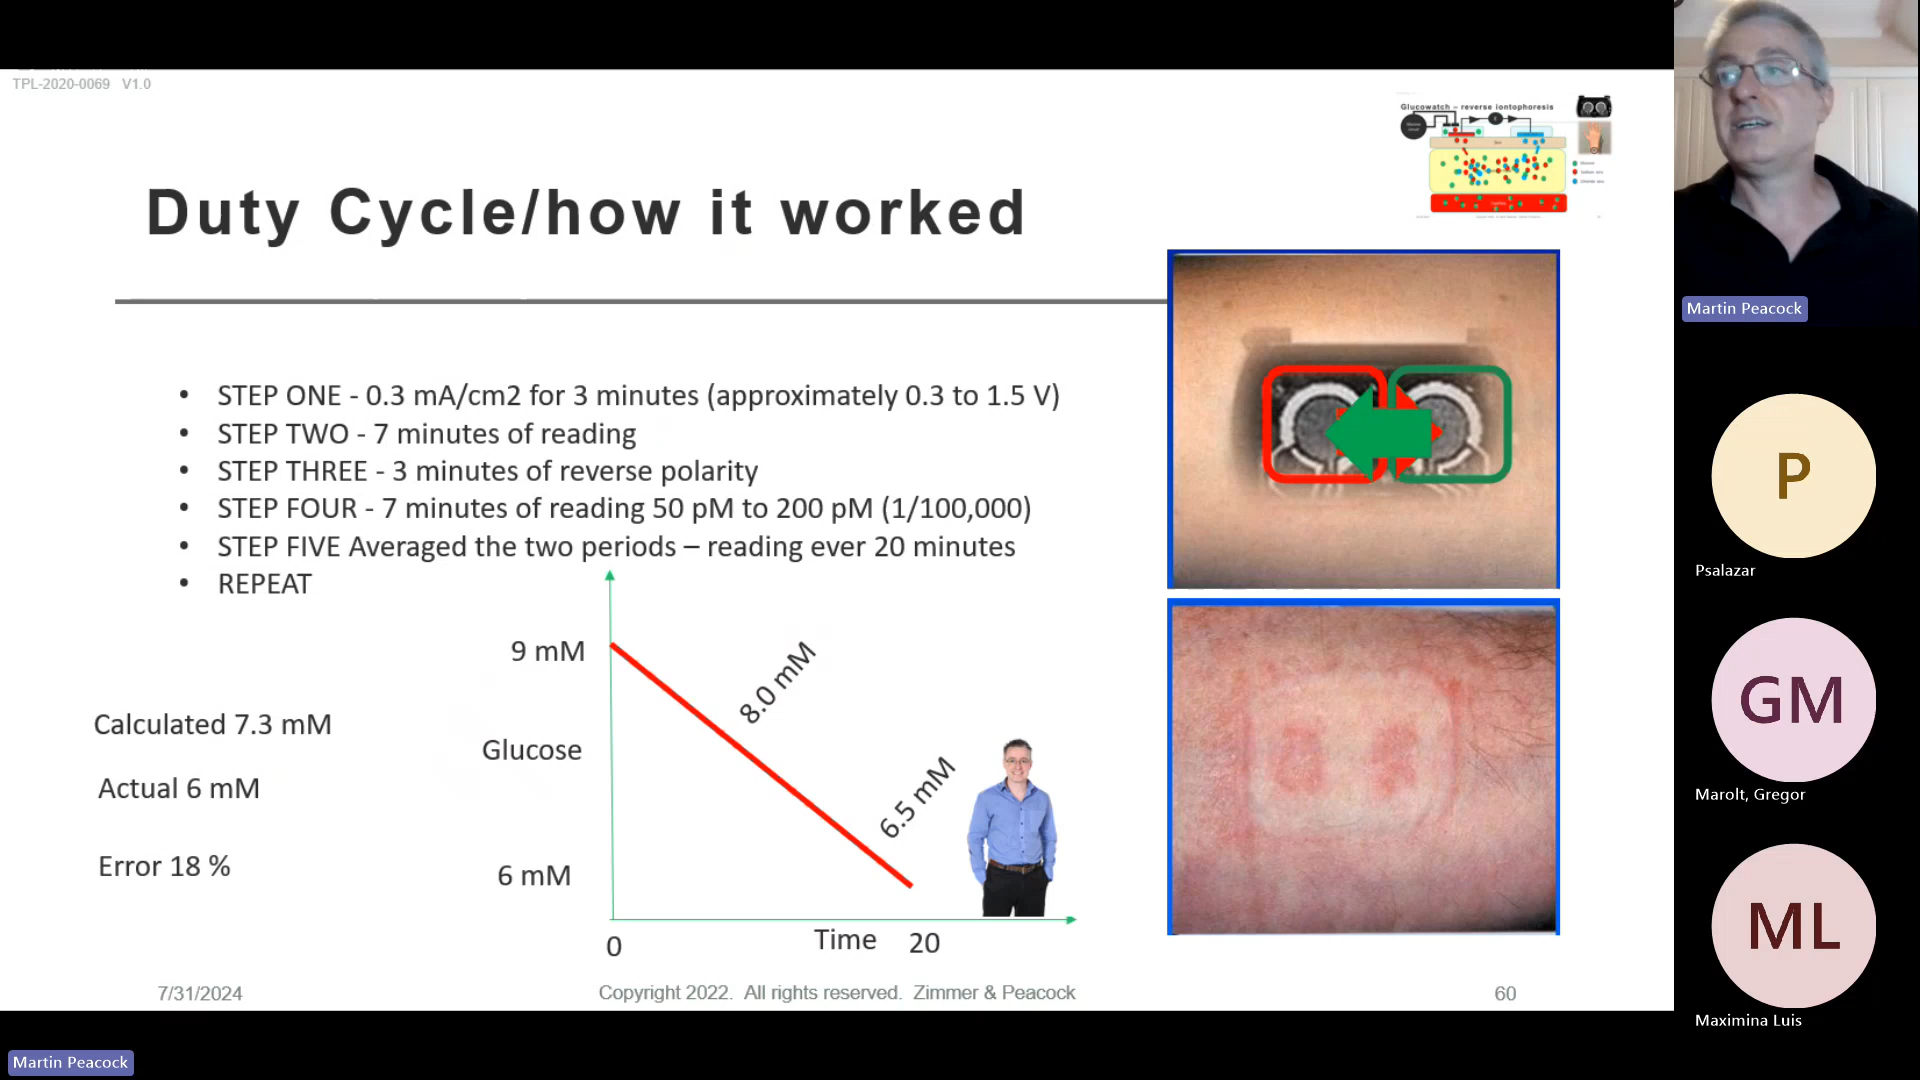 TPL-2020-0069 V1.0
Glucowatch – reverse iontophoresis
Duty Cycle/how it worked
• STEP ONE - 0.3 mA/cm2 for 3 minutes (approximately 0.3 to 1.5 V)
• STEP TWO - 7 minutes of reading
• STEP THREE - 3 minutes of reverse polarity
• STEP FOUR - 7 minutes of reading 50 pM to 200 pM (1/100,000)
• STEP FIVE Averaged the two periods – reading ever 20 minutes
• REPEAT
9 mM
8.0 mM
Calculated 7.3 mM
Glucose
Actual 6 mM
6.5 mM
Error 18 %
6 mM
0
Time
20
7/31/2024
Copyright 2022. All rights reserved. Zimmer & Peacock
60
Martin Peacock
Martin Peacock
P
Psalazar
GM
Marolt, Gregor
ML
Maximina Luis